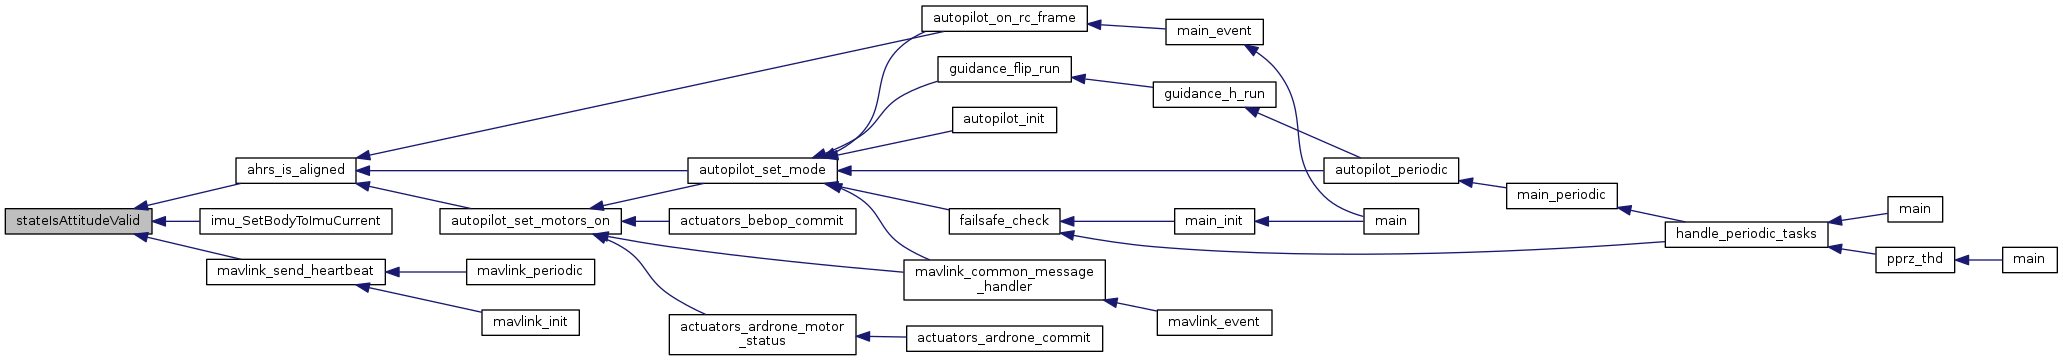 stateIsAttitudeValid
ahrs_is_aligned
autopilot_on_rc_frame
main_event
main
autopilot_set_mode
guidance_flip_run
guidance_h_run
autopilot_periodic
main_periodic
handle_periodic_tasks
main
pprz_thd
main
autopilot_init
failsafe_check
main_init
mavlink_common_message
_handler
mavlink_event
autopilot_set_motors_on
actuators_bebop_commit
actuators_ardrone_motor
_status
actuators_ardrone_commit
imu_SetBodyToImuCurrent
mavlink_send_heartbeat
mavlink_periodic
mavlink_init